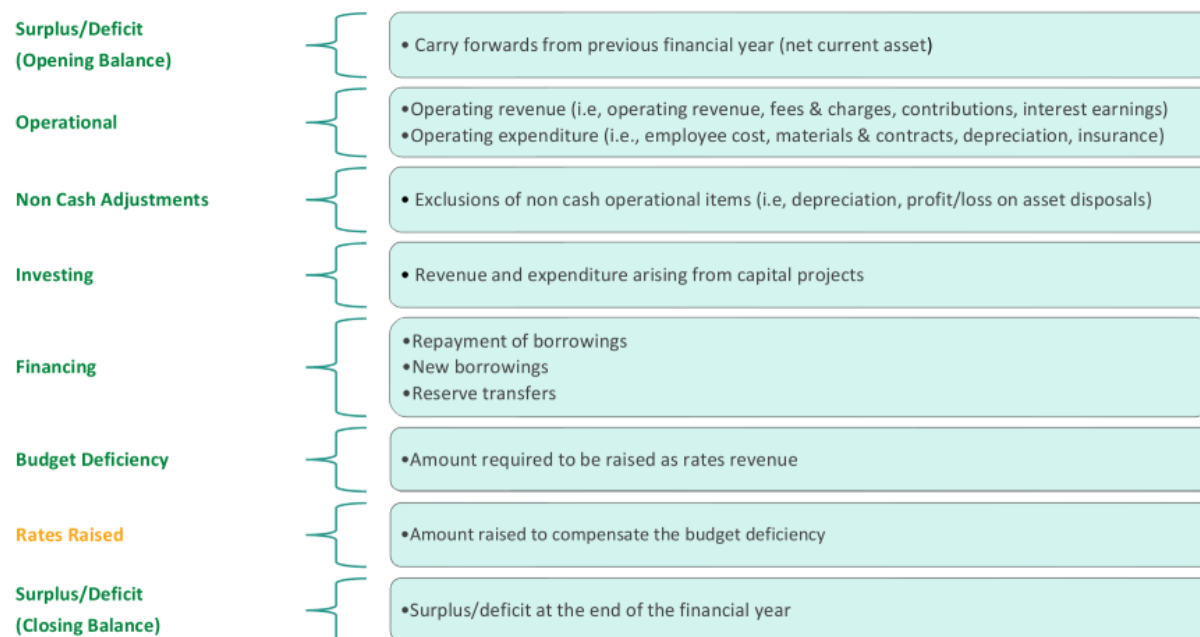 Surplus/Deficit
(Opening Balance)
• Carry forwards from previous financial year (net current asset)
Operational
•Operating revenue (i.e, operating revenue, fees & charges, contributions, interest earnings)
•Operating expenditure (i.e., employee cost, materials & contracts, depreciation, insurance)
Non Cash Adjustments
• Exclusions of non cash operational items (i.e, depreciation, profit/loss on asset disposals)
Investing
• Revenue and expenditure arising from capital projects
Financing
•Repayment of borrowings
•New borrowings
•Reserve transfers
Budget Deficiency
•Amount required to be raised as rates revenue
Rates Raised
•Amount raised to compensate the budget deficiency
Surplus/Deficit
(Closing Balance)
•Surplus/deficit at the end of the financial year